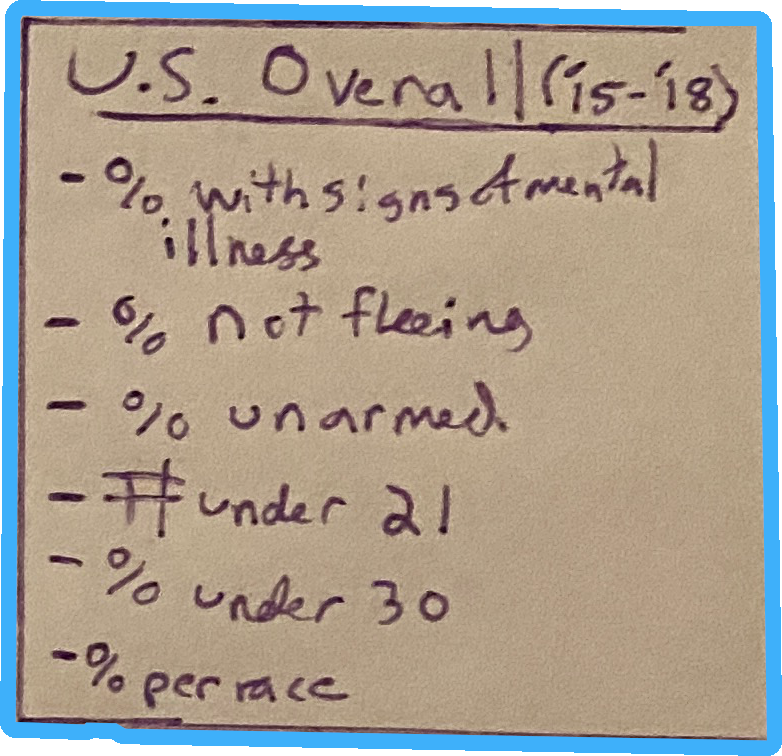 U.S. Overall ('15-'18)
- % with signs of mental
illness
- % not fleeing
- % unarmed.
- # under 21
- % under 30
- % per race